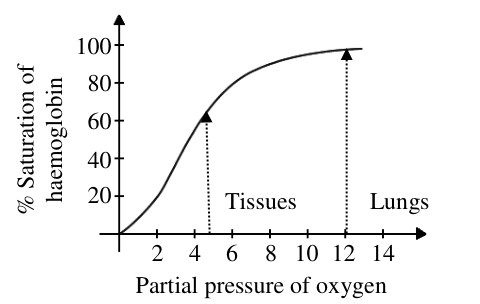 % Saturation of
haemoglobin
100
80
60
40
20
Tissues
Lungs
2 4 6 8 10 12 14
Partial pressure of oxygen